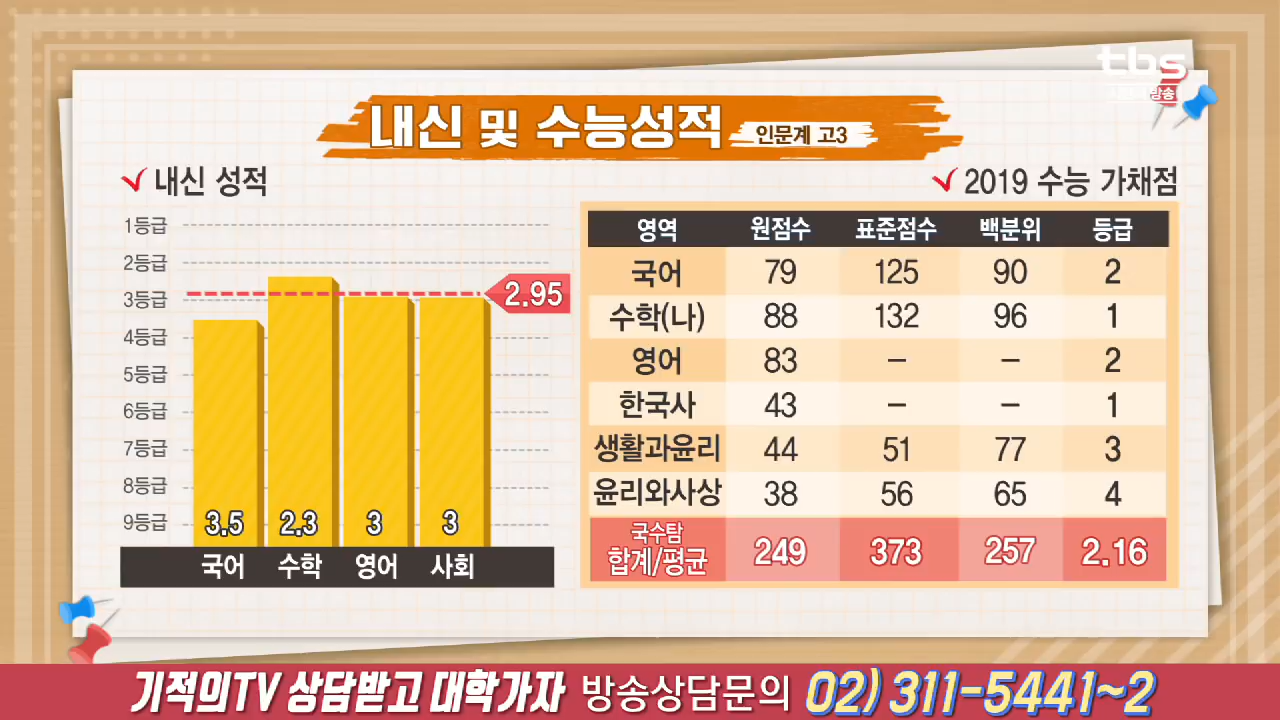 tbs
방송
내신 및 수능성적 인문계 고3
내신 성적
1등급
2등급
3등급
4등급
5등급
6등급
7등급
8등급
9등급
2.95
3.5 2.3 3 3
국어 수학 영어 사회
2019 수능 가채점
영역 원점수 표준점수 백분위 등급
국어 79 125 90 2
수학(나) 88 132 96 1
영어 83 – – 2
한국사 43 – – 1
생활과윤리 44 51 77 3
윤리와사상 38 56 65 4
국수탐
합계/평균 249 373 257 2.16
기적의TV 상담받고 대학가자 방송상담문의 02) 311-5441~2